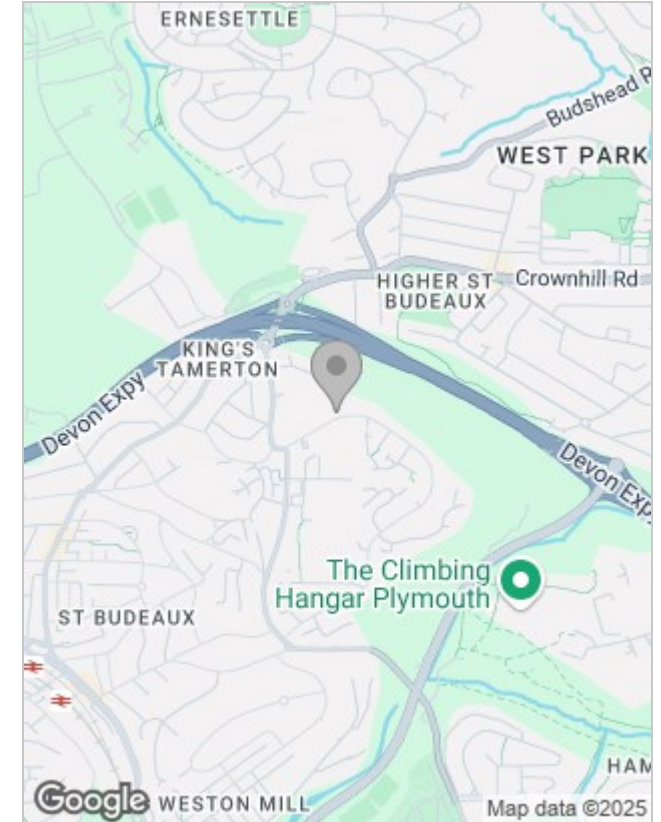 ERNESETTLE
Budshead R
WEST PARK
HIGHER ST
BUDEAUX
Crownhill Rd
KING'S
TAMERTON
Devon Expy
Devon Exp
The Climbing
Hangar Plymouth
ST BUDEAUX
HAM
WESTON MILL
Google
Map data ©2025